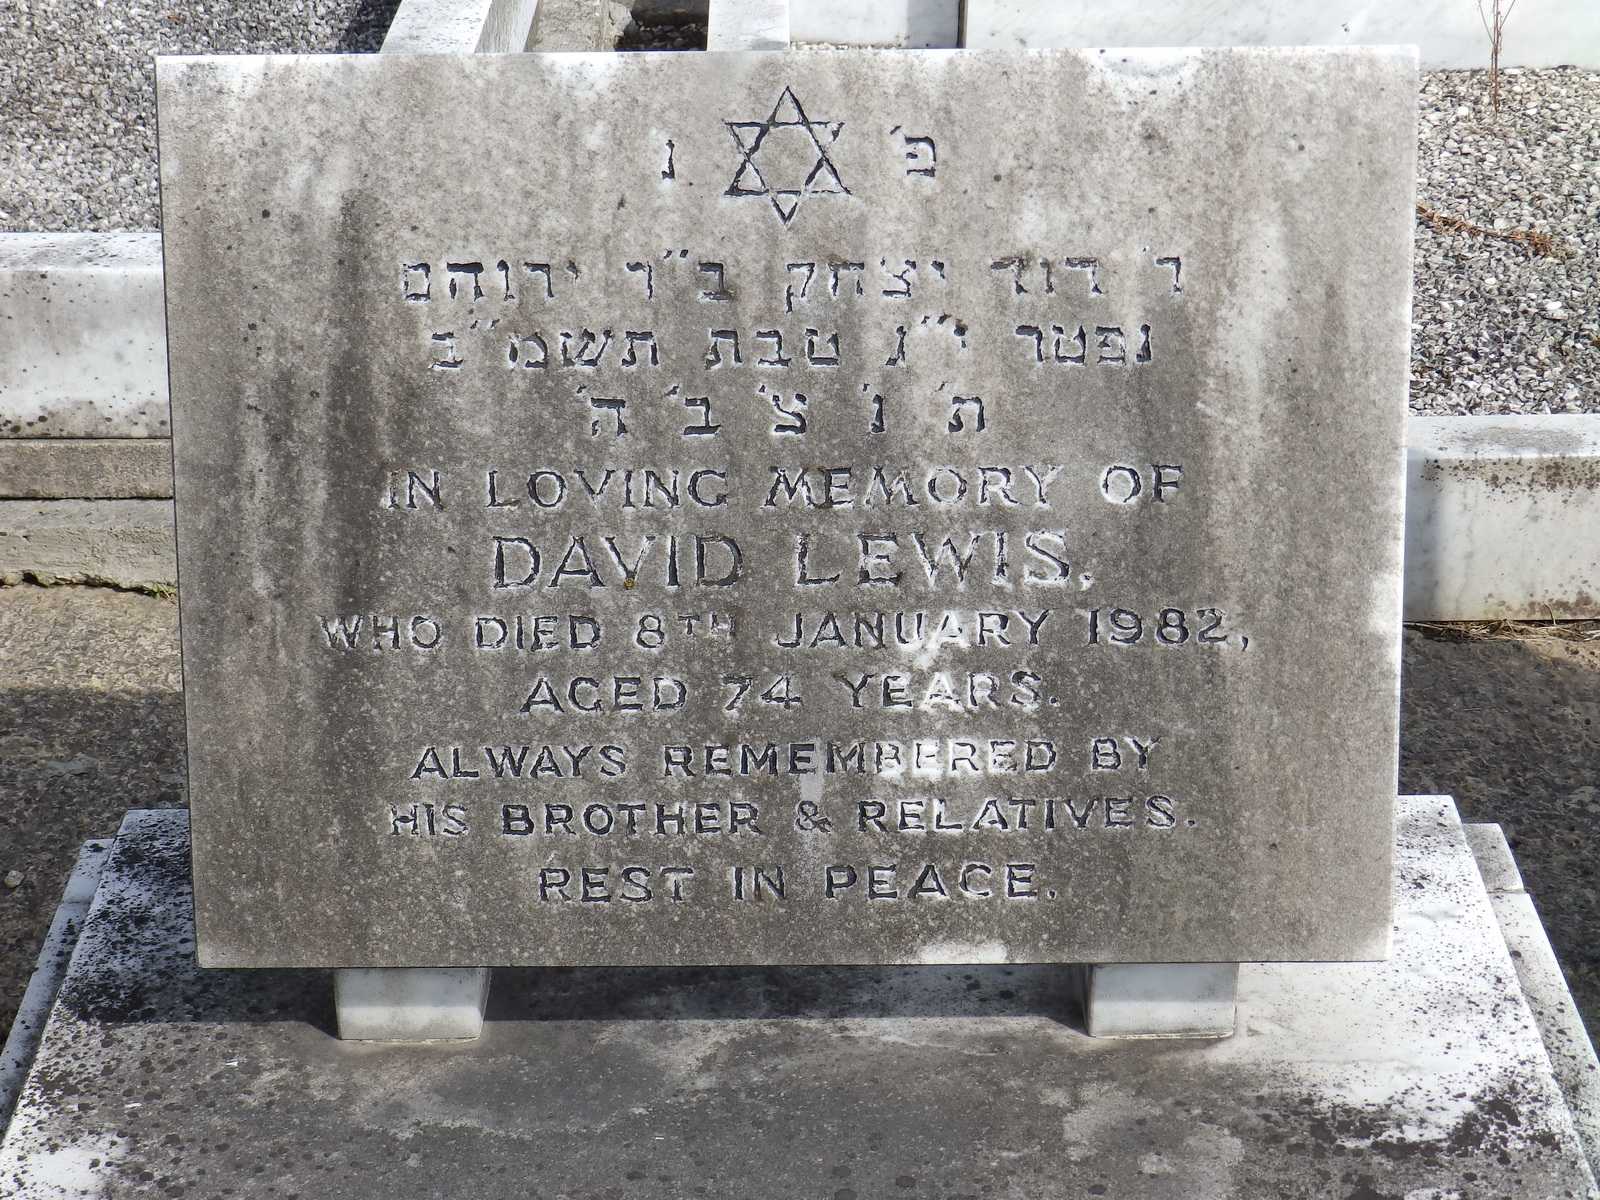 פ' נ
ר' דוד יצחק ב"ר ירוהם
נפטר י"ג טבת תשמ"ב
ת' נ' צ' ב' ה'
IN LOVING MEMORY OF
DAVID LEWIS.
WHO DIED 8TH JANUARY 1982,
AGED 74 YEARS.
ALWAYS REMEMBERED BY
HIS BROTHER & RELATIVES.
REST IN PEACE.